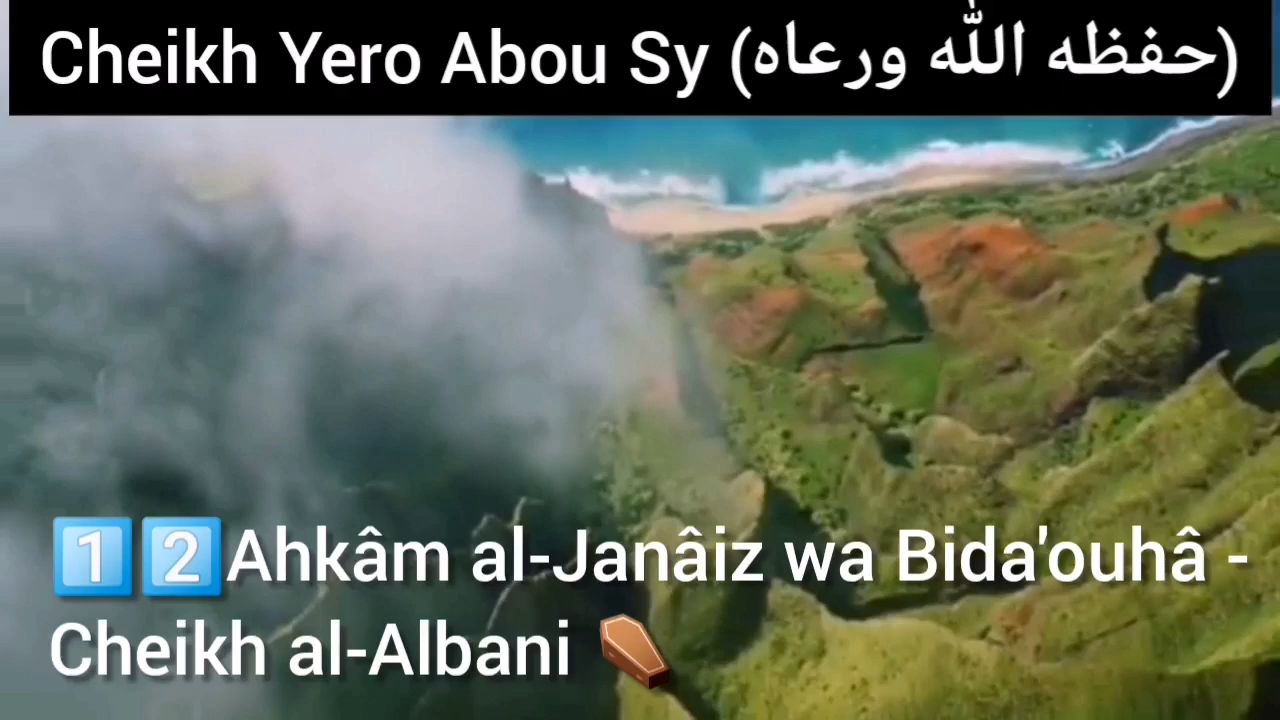 Cheikh Yero Abou Sy (حفظه الله ورعاه)
1️⃣2️⃣Ahkâm al-Janâiz wa Bida'ouhâ -
Cheikh al-Albani ⚰️